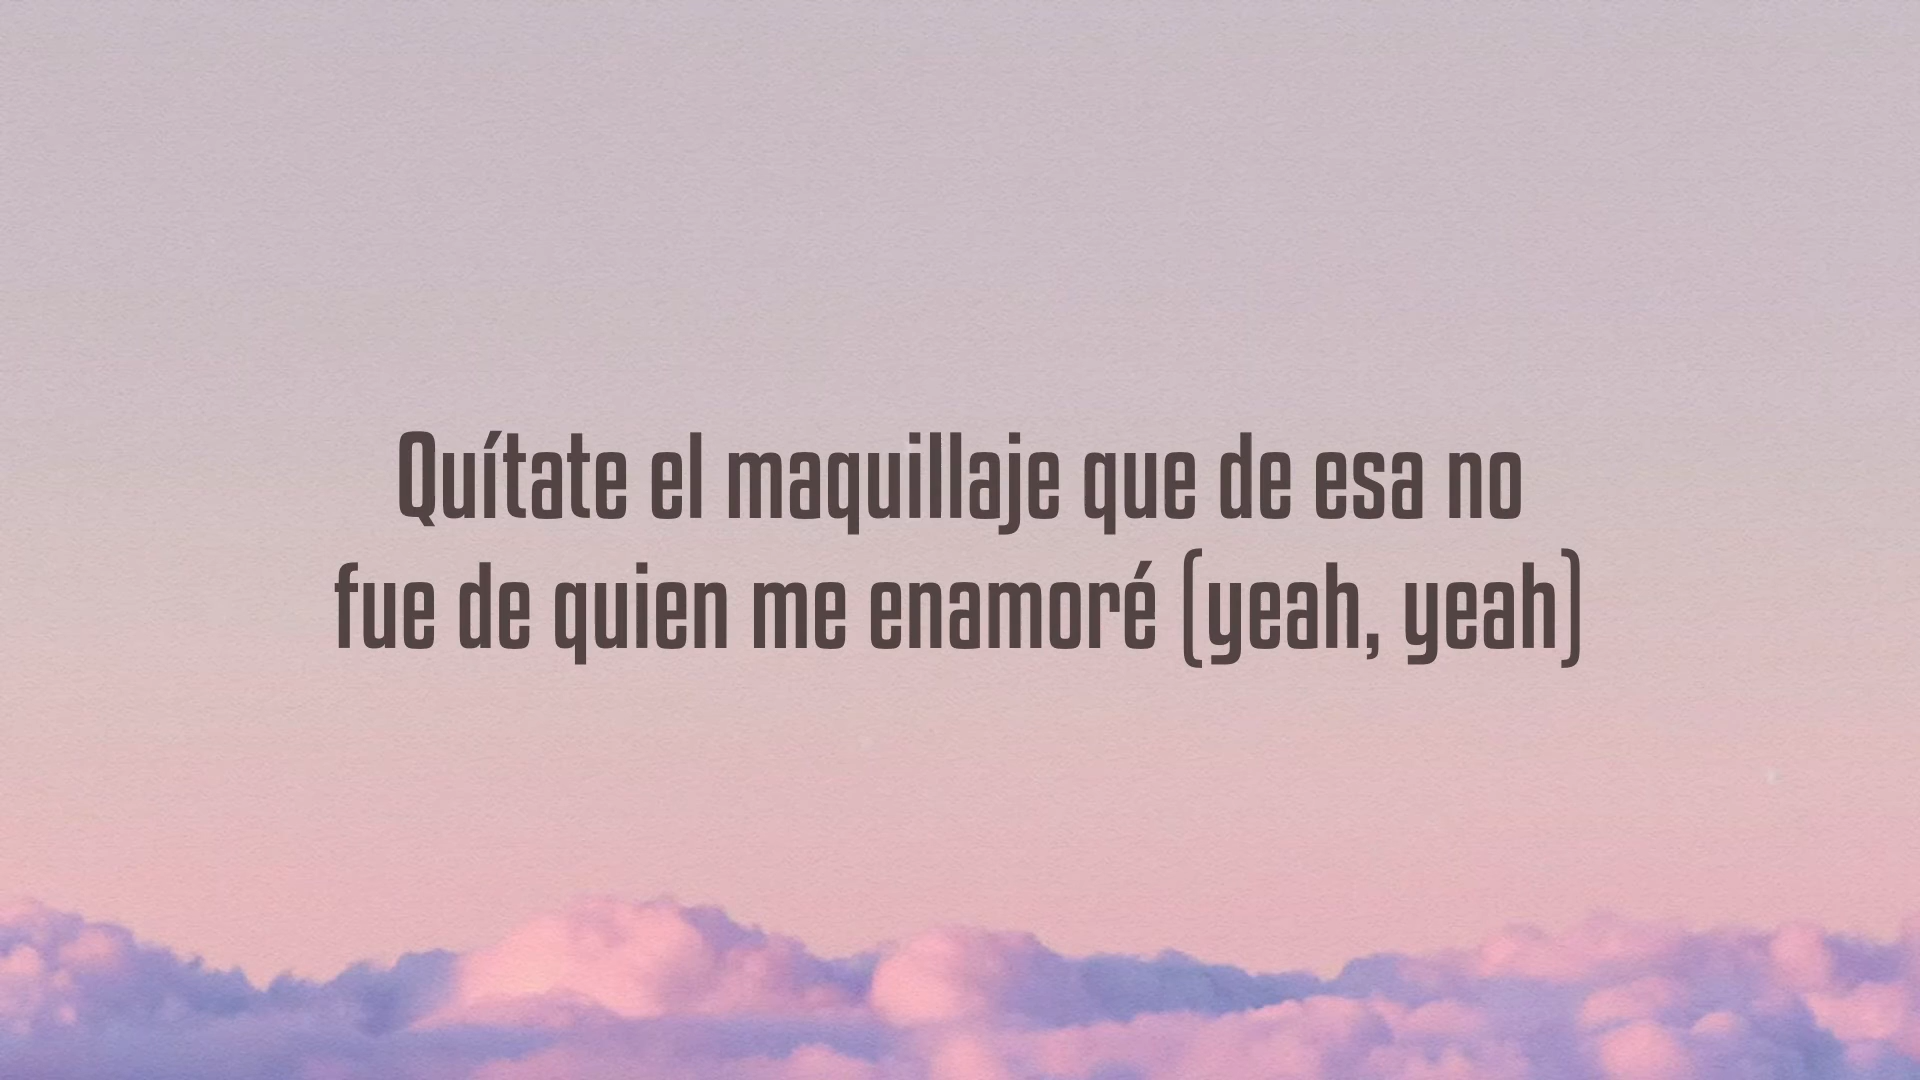 Quítate el maquillaje que de esa no
fue de quien me enamoré (yeah, yeah)